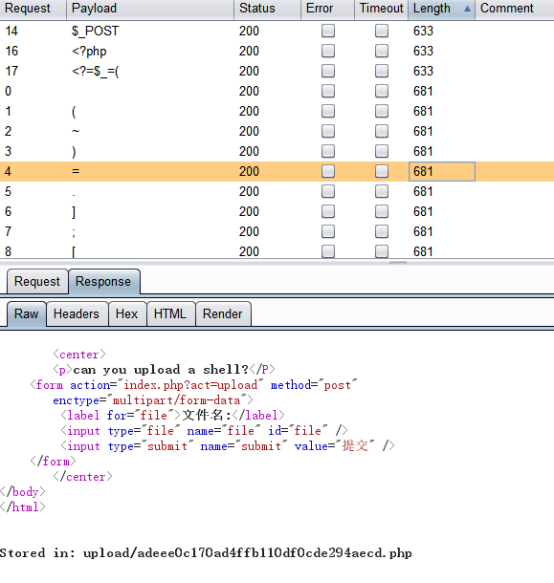 Request Payload Status Error Timeout Length Comment
14 $_POST 200 633
16 <?php 200 633
17 <?=$_=( 200 633
0 200 681
1 ( 200 681
2 ~ 200 681
3 ) 200 681
4 = 200 681
5 . 200 681
6 ] 200 681
7 ; 200 681
8 [ 200 681
Request Response
Raw Headers Hex HTML Render
<center>
<p>can you upload a shell?</P>
<form action="index.php?act=upload" method="post"
enctype="multipart/form-data">
<label for="file">文件名:</label>
<input type="file" name="file" id="file" />
<input type="submit" name="submit" value="提交" />
</form>
</center>
</body>
</html>
Stored in: upload/adeee0c170ad4ffb110df0cde294aecd.php